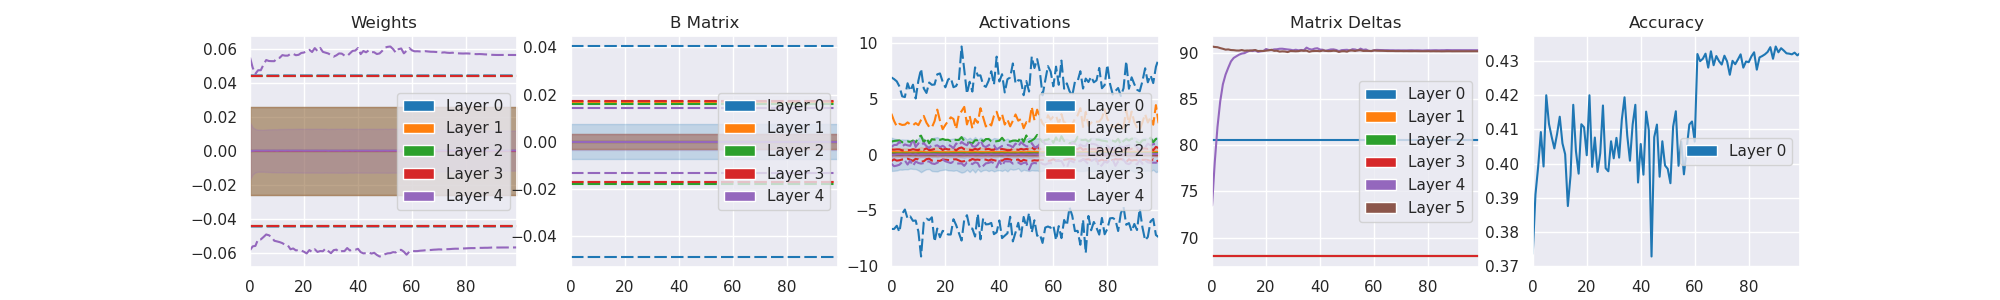 Weights
0.06
0.04
0.02
0.00
−0.02
−0.04
−0.06
0
20
40
60
80
Layer 0
Layer 1
Layer 2
Layer 3
Layer 4
B Matrix
0.04
0.02
0.00
−0.02
−0.04
0
20
40
60
80
Layer 0
Layer 1
Layer 2
Layer 3
Layer 4
Activations
10
5
0
−5
−10
0
20
40
60
80
Layer 0
Layer 1
Layer 2
Layer 3
Layer 4
Matrix Deltas
90
85
80
75
70
0
20
40
60
80
Layer 0
Layer 1
Layer 2
Layer 3
Layer 4
Layer 5
Accuracy
0.43
0.42
0.41
0.40
0.39
0.38
0.37
0
20
40
60
80
Layer 0